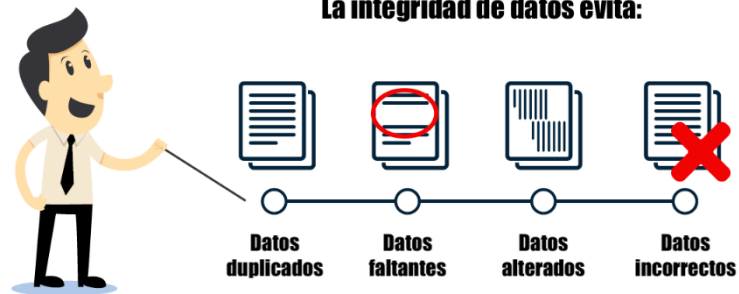 La integridad de datos evita:
Datos
duplicados
Datos
faltantes
Datos
alterados
Datos
incorrectos